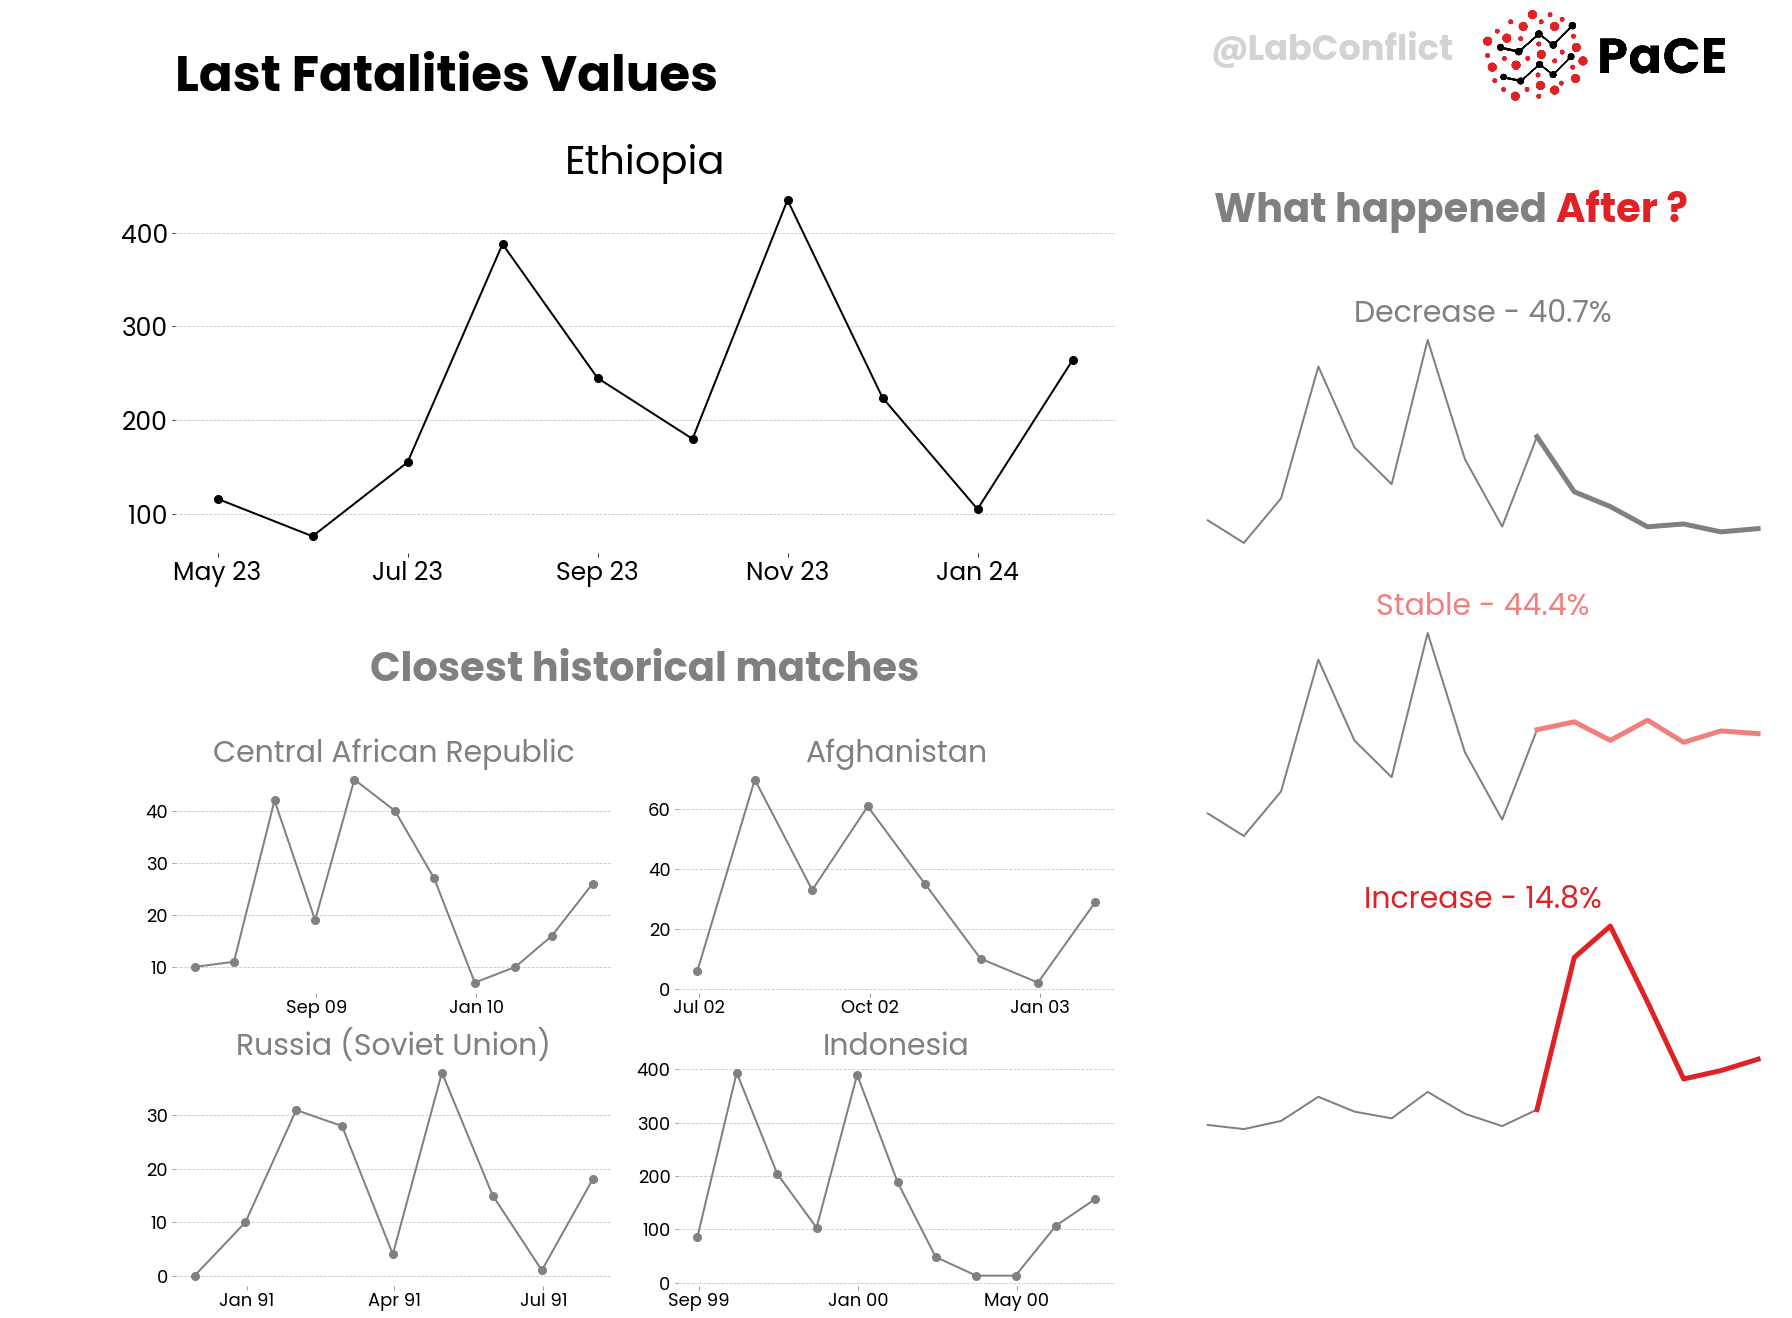 Last Fatalities Values
@LabConflict
PaCE
Ethiopia
400
300
200
100
May 23 Jul 23 Sep 23 Nov 23 Jan 24
What happened After ?
Decrease - 40.7%
Stable - 44.4%
Increase - 14.8%
Closest historical matches
Central African Republic
40
30
20
10
Sep 09 Jan 10
Afghanistan
60
40
20
0
Jul 02 Oct 02 Jan 03
Russia (Soviet Union)
30
20
10
0
Jan 91 Apr 91 Jul 91
Indonesia
400
300
200
100
0
Sep 99 Jan 00 May 00